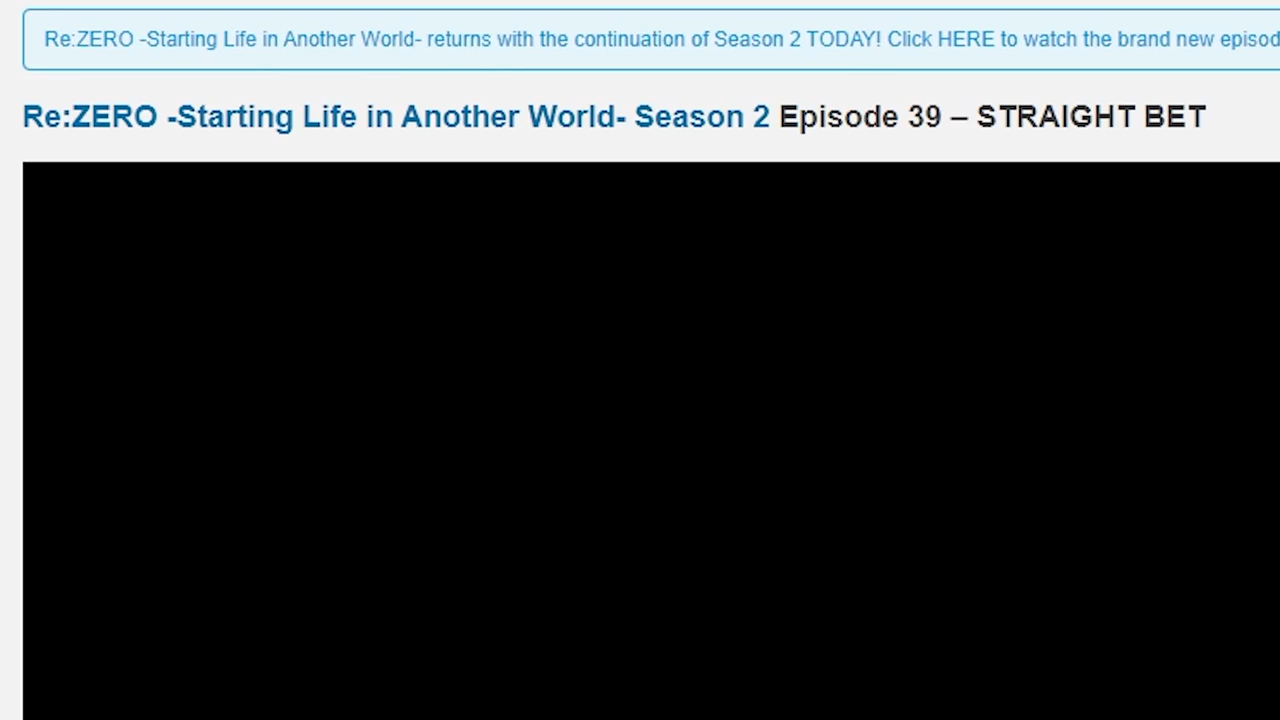 Re:ZERO -Starting Life in Another World- returns with the continuation of Season 2 TODAY! Click HERE to watch the brand new episod
Re:ZERO -Starting Life in Another World- Season 2 Episode 39 – STRAIGHT BET